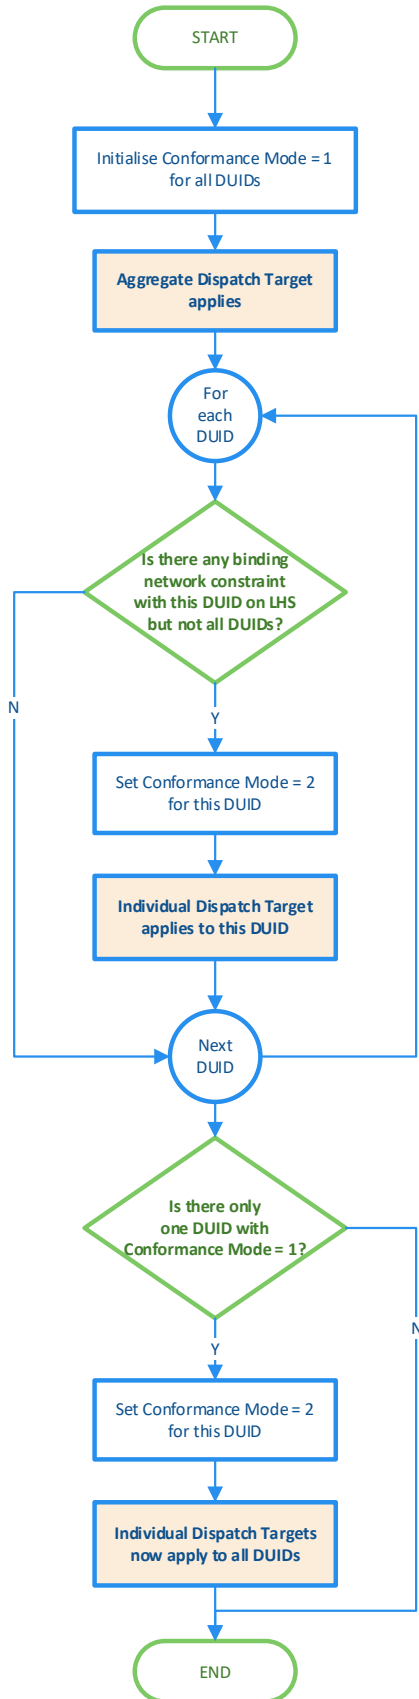 START
Initialise Conformance Mode = 1
for all DUIDs
Aggregate Dispatch Target
applies
For
each
DUID
Is there any binding
network constraint
with this DUID on LHS
but not all DUIDs?
N
Y
Set Conformance Mode = 2
for this DUID
Individual Dispatch Target
applies to this DUID
Next
DUID
Is there only
one DUID with
Conformance Mode = 1?
N
Y
Set Conformance Mode = 2
for this DUID
Individual Dispatch Targets
now apply to all DUIDs
END